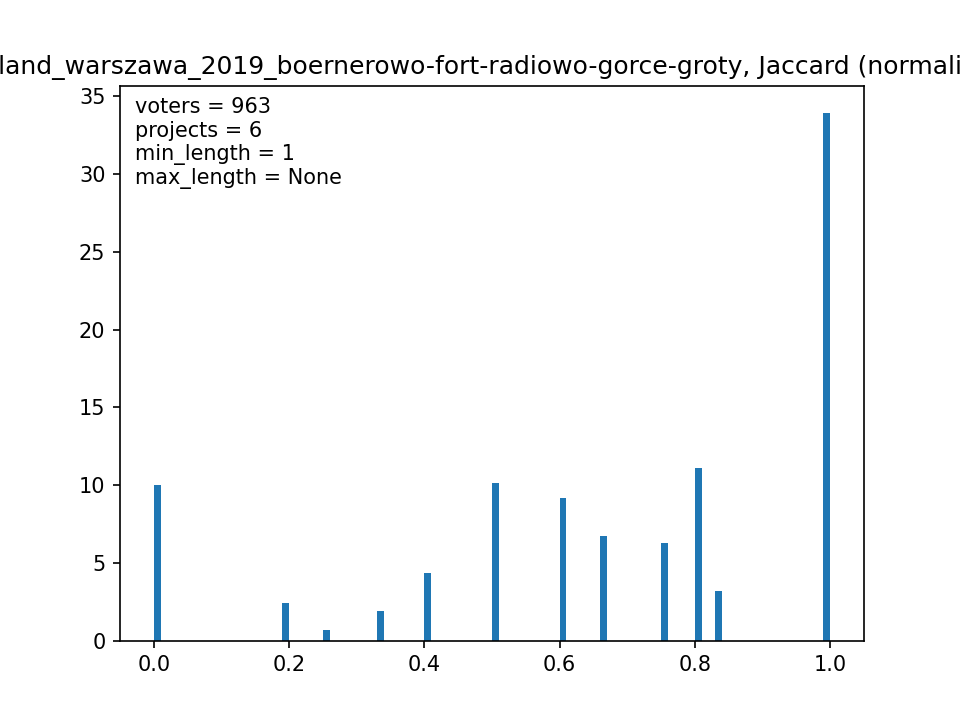 land_warszawa_2019_boernerowo-fort-radiowo-gorce-groty, Jaccard (normali
voters = 963
projects = 6
min_length = 1
max_length = None
35
30
25
20
15
10
5
0
0.0 0.2 0.4 0.6 0.8 1.0